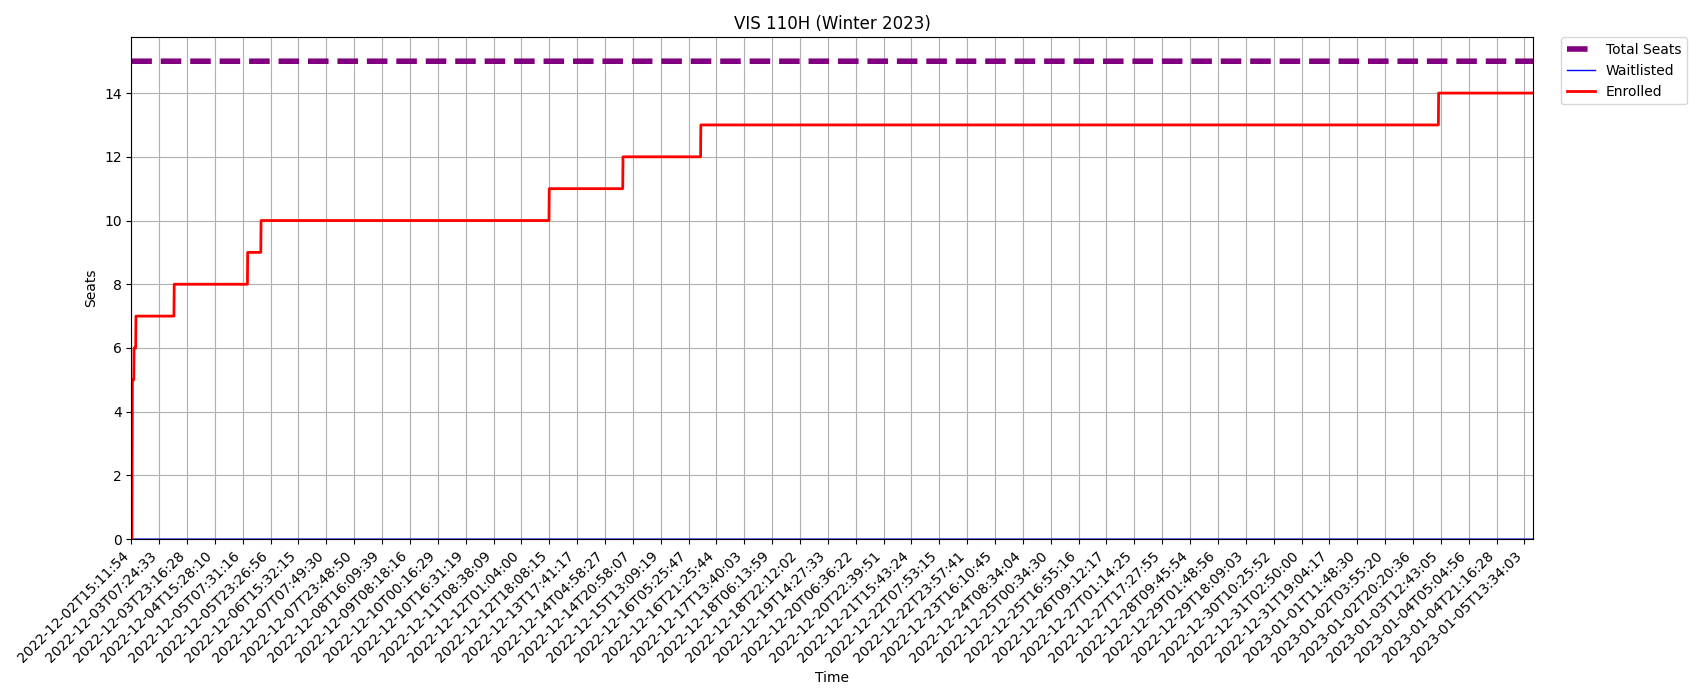 VIS 110H (Winter 2023)
Total Seats
Waitlisted
Enrolled
Seats
14
12
10
8
6
4
2
0
2022-12-02T15:11:54
2022-12-03T07:24:33
2022-12-03T23:16:28
2022-12-04T15:28:10
2022-12-05T07:31:16
2022-12-05T23:26:56
2022-12-06T15:32:15
2022-12-07T07:49:30
2022-12-07T23:48:50
2022-12-08T16:09:39
2022-12-09T08:18:16
2022-12-10T00:16:29
2022-12-10T16:31:19
2022-12-11T08:38:09
2022-12-12T01:04:00
2022-12-12T18:08:15
2022-12-13T17:41:17
2022-12-14T04:58:27
2022-12-14T20:58:07
2022-12-15T13:09:19
2022-12-16T05:25:47
2022-12-16T21:25:44
2022-12-17T13:40:03
2022-12-18T06:13:59
2022-12-18T22:12:02
2022-12-19T14:27:33
2022-12-20T06:36:22
2022-12-20T22:39:51
2022-12-21T15:43:24
2022-12-22T07:53:15
2022-12-22T23:57:41
2022-12-23T16:10:45
2022-12-24T08:34:04
2022-12-25T00:34:30
2022-12-25T16:55:16
2022-12-26T09:12:17
2022-12-27T01:14:25
2022-12-27T17:27:55
2022-12-28T09:45:54
2022-12-29T01:48:56
2022-12-29T18:09:03
2022-12-30T10:25:52
2022-12-31T02:50:00
2022-12-31T19:04:17
2023-01-01T11:48:30
2023-01-02T03:55:20
2023-01-02T20:20:36
2023-01-03T12:43:05
2023-01-04T05:04:56
2023-01-04T21:16:28
2023-01-05T13:34:03
Time